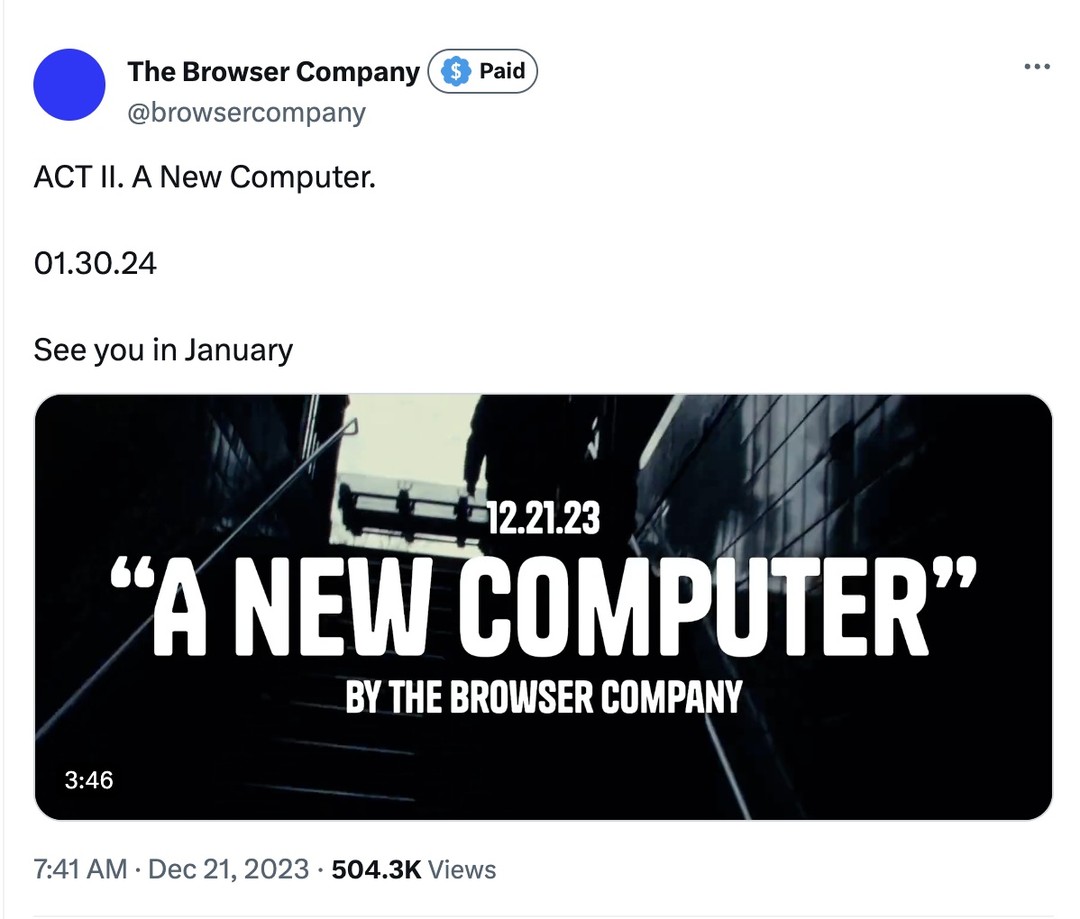 The Browser Company $ Paid
@browsercompany
ACT II. A New Computer.
01.30.24
See you in January
12.21.23
“A NEW COMPUTER”
BY THE BROWSER COMPANY
3:46
7:41 AM · Dec 21, 2023 · 504.3K Views